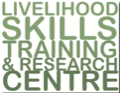 LIVELIHOOD
SKILLS
TRAINING
& RESEARCH
CENTRE